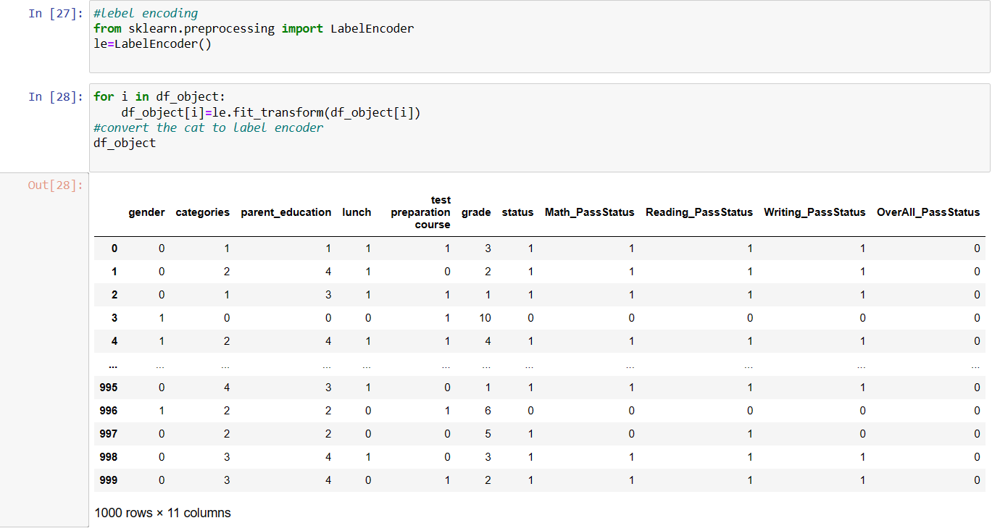 In [27]: #lebel encoding
from sklearn.preprocessing import LabelEncoder
le=LabelEncoder()
In [28]: for i in df_object:
    df_object[i]=le.fit_transform(df_object[i])
#convert the cat to label encoder
df_object
Out[28]:
gender categories parent_education lunch test preparation course grade status Math_PassStatus Reading_PassStatus Writing_PassStatus OverAll_PassStatus
0 0 1 1 1 1 3 1 1 1 1 0
1 0 2 4 1 0 2 1 1 1 1 0
2 0 1 3 1 1 1 1 1 1 1 0
3 1 0 0 0 1 10 0 0 0 0 0
4 1 2 4 1 1 4 1 1 1 1 0
... ... ... ... ... ... ... ... ... ... ... ...
995 0 4 3 1 0 1 1 1 1 1 0
996 1 2 2 0 1 6 0 0 0 0 0
997 0 2 2 0 0 5 1 0 1 0 0
998 0 3 4 1 0 3 1 1 1 1 0
999 0 3 4 0 1 2 1 1 1 1 0
1000 rows × 11 columns